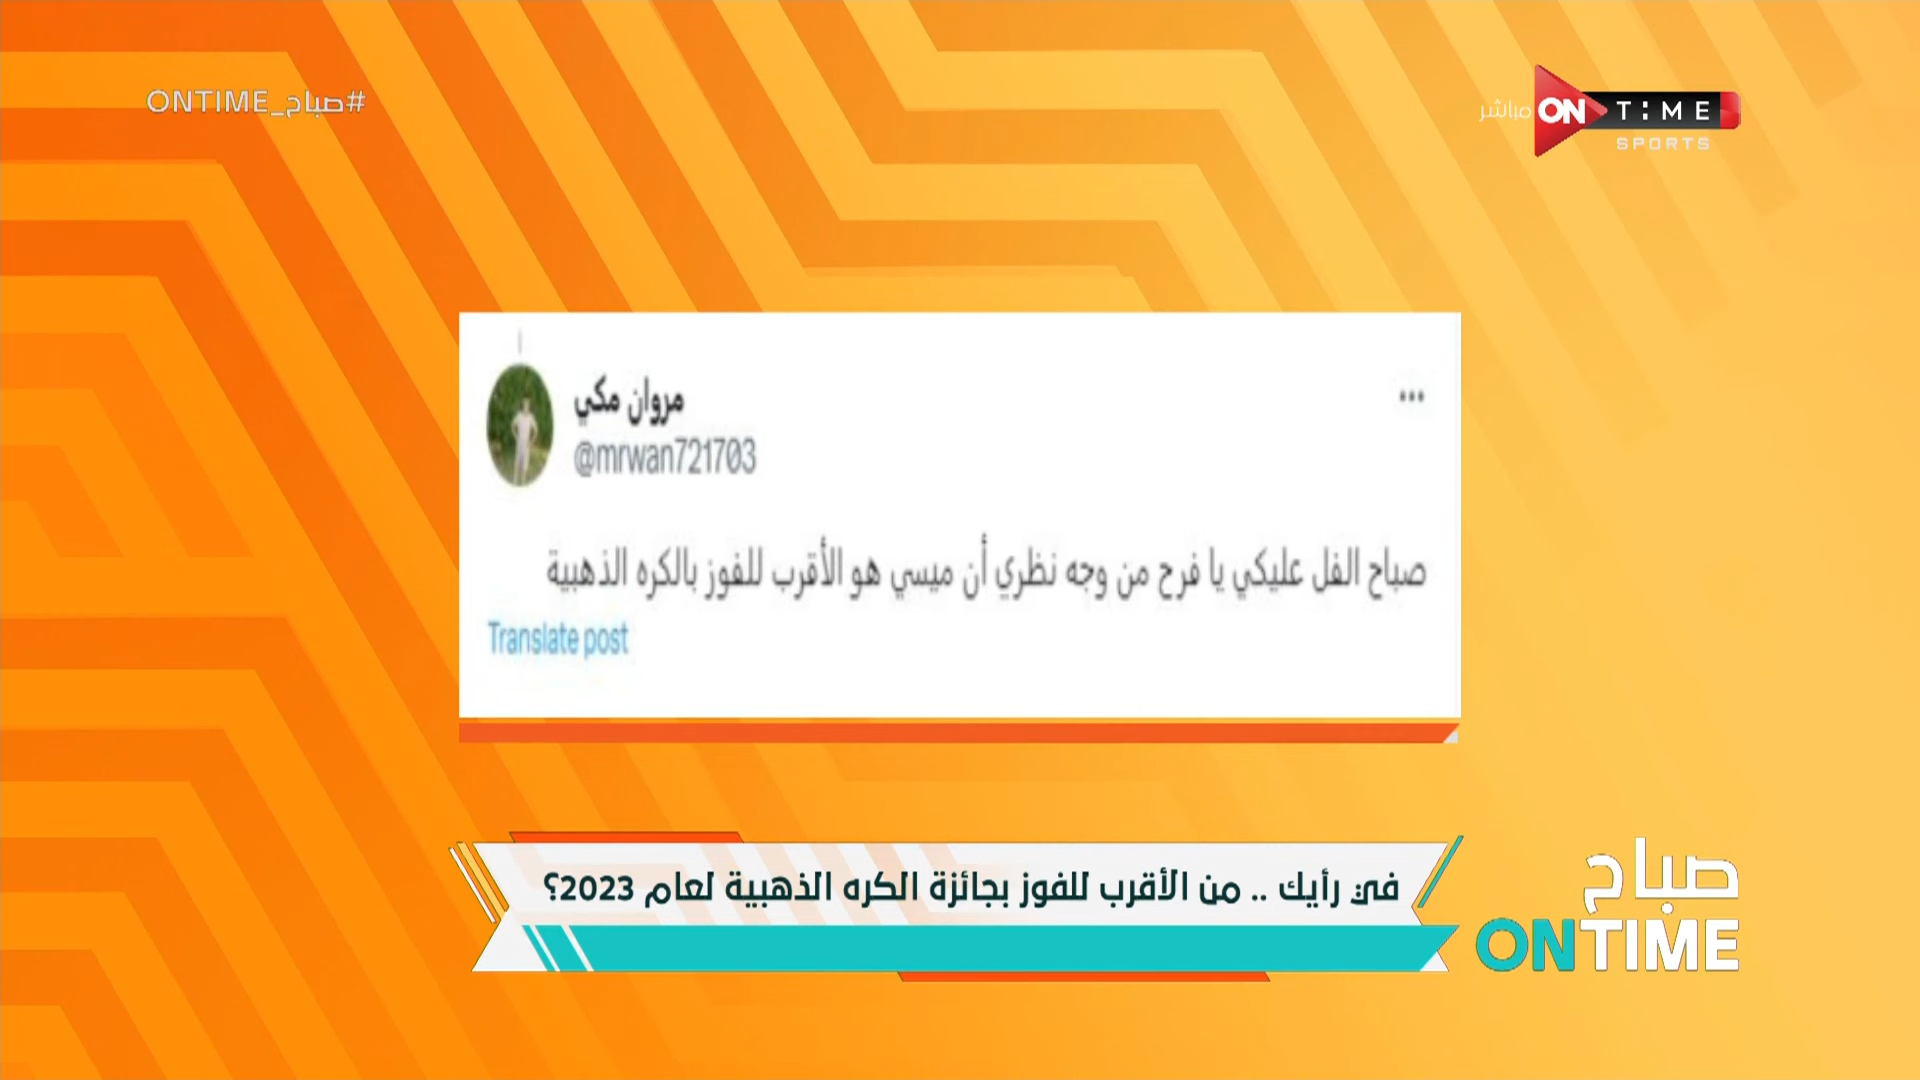 #صباح_ONTIME
مباشر ON TIME
SPORTS
مروان مكي
@mrwan721703
صباح الفل عليكي يا فرح من وجه نظري أن ميسي هو الأقرب للفوز بالكره الذهبية
Translate post
في رأيك .. من الأقرب للفوز بجائزة الكره الذهبية لعام 2023؟
صباح
ONTIME